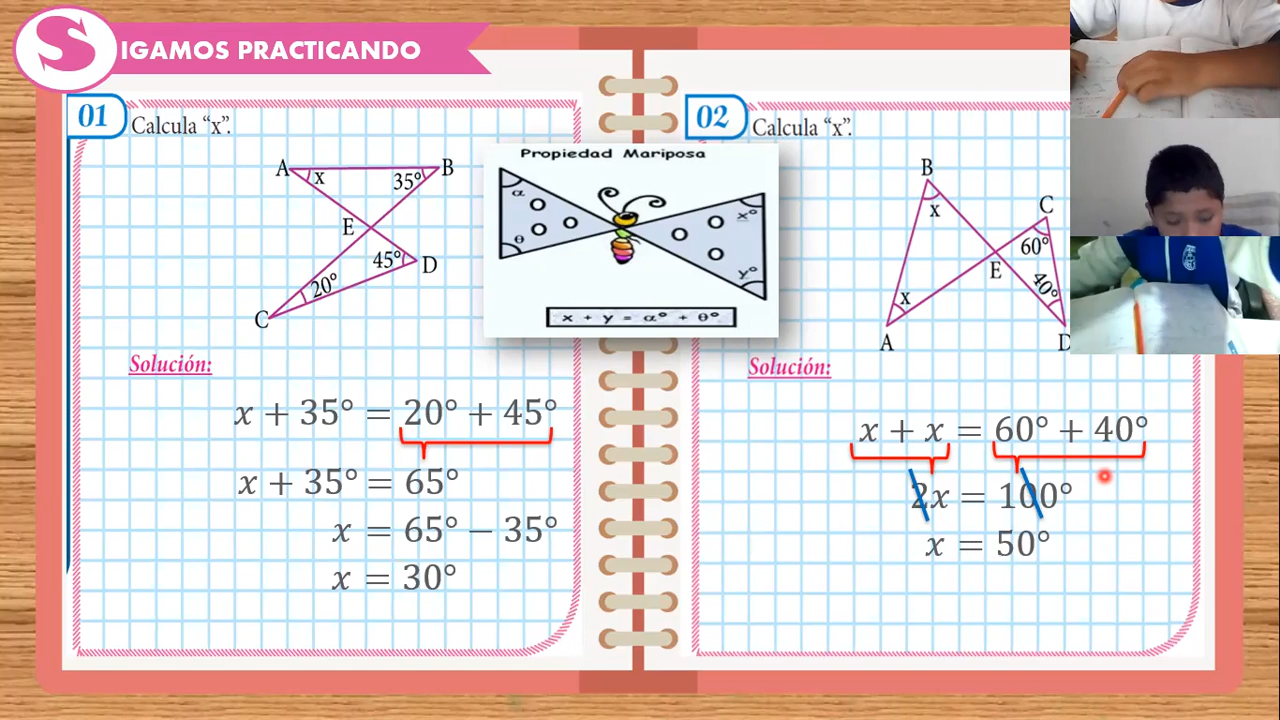 SIGAMOS PRACTICANDO
01
Calcula “x”.
A
x
35°
B
E
45°
D
20°
C
Solución:
x + 35° = 20° + 45°
x + 35° = 65°
x = 65° − 35°
x = 30°
Propiedad Mariposa
α
θ
x°
y°
x + y = α° + θ°
02
Calcula “x”.
B
x
C
60°
E
40°
x
A
D
Solución:
x + x = 60° + 40°
2x = 100°
x = 50°